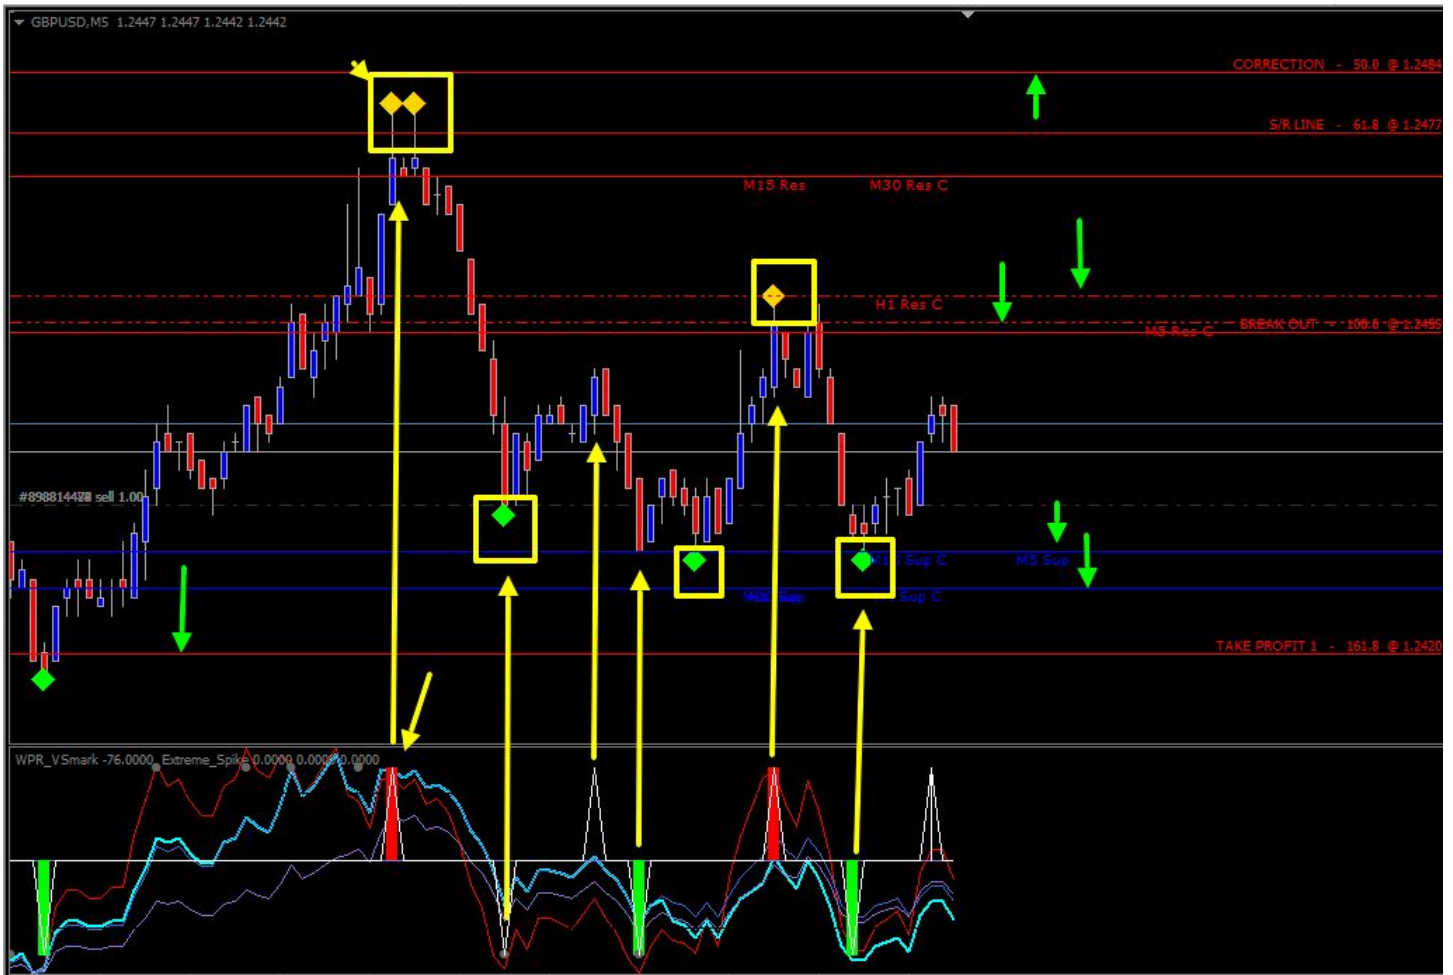 GBPUSD,M5 1.2447 1.2447 1.2442 1.2442
CORRECTION - 50.0 @ 1.2484
S/R LINE - 61.8 @ 1.2477
M15 Res
M30 Res C
H1 Res C
BREAK OUT - 100.0 @ 1.2455
M5 Res C
sell 1.00
Sup C
M5 Sup
Sup C
TAKE PROFIT 1 - 161.8 @ 1.2420
WPR_VSmark -76.0000 Extreme_Spike 0.0000 0.0000 0.0000